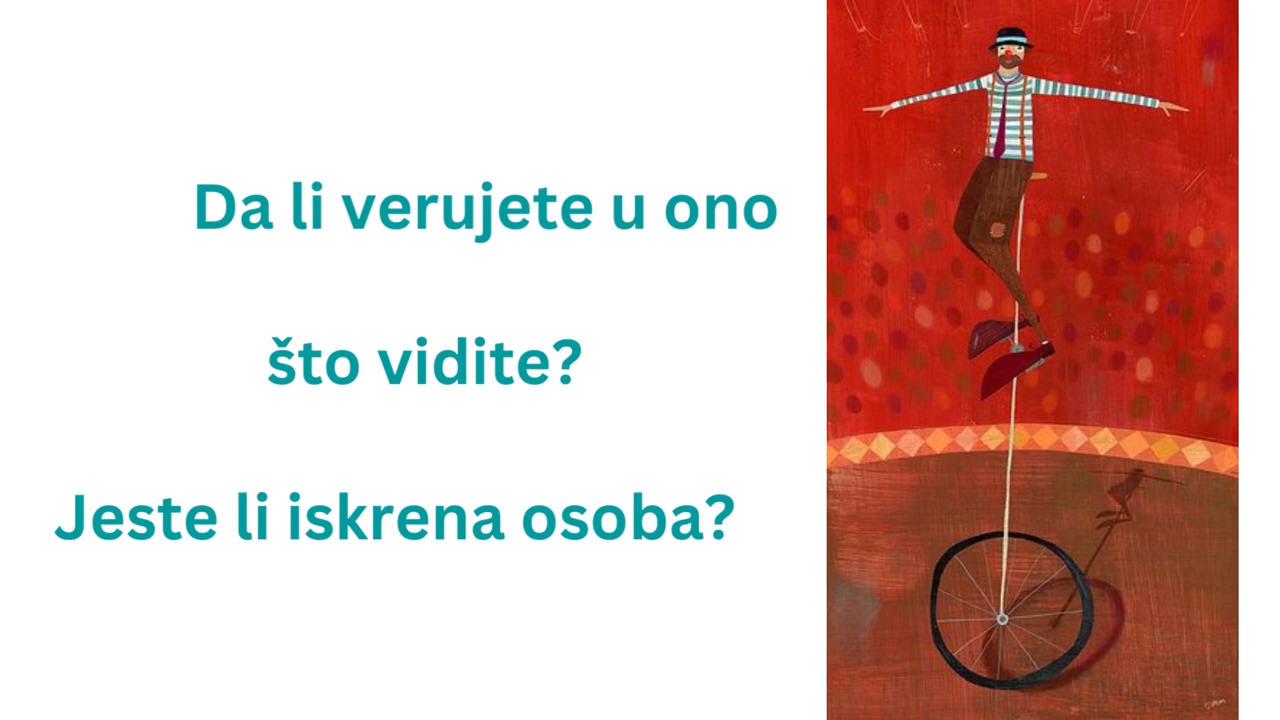 Da li verujete u ono
što vidite?
Jeste li iskrena osoba?